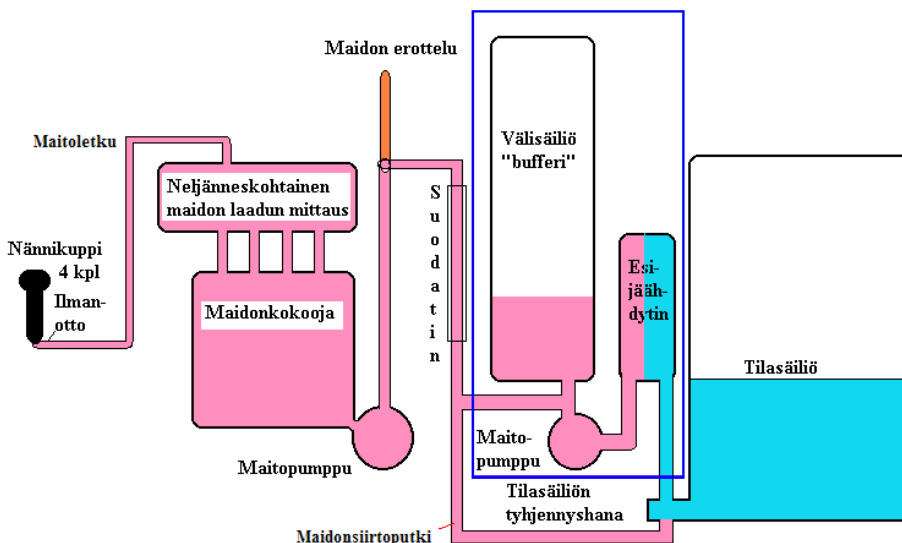 Maidon erottelu
Maitoletku
Neljänneskohtainen
maidon laadun mittaus
Nännikuppi
4 kpl
Ilman-
otto
Maidonkokooja
Maitopumppu
S
u
o
d
a
t
i
n
Välisäiliö
"bufferi"
Esi-
jääh-
dytin
Maito-
pumppu
Tilasäiliö
Tilasäiliön
tyhjennyshana
Maidonsiirtoputki